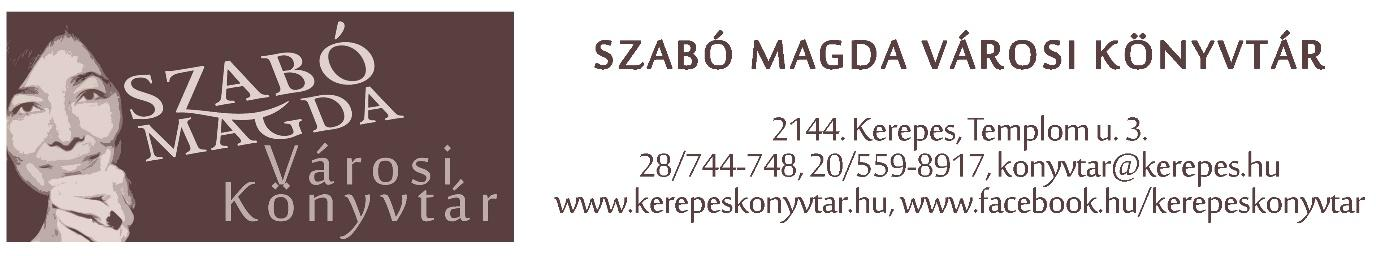 SZABÓ
MAGDA
Városi
Könyvtár
SZABÓ MAGDA VÁROSI KÖNYVTÁR
2144. Kerepes, Templom u. 3.
28/744-748, 20/559-8917, konyvtar@kerepes.hu
www.kerepeskonyvtar.hu, www.facebook.hu/kerepeskonyvtar